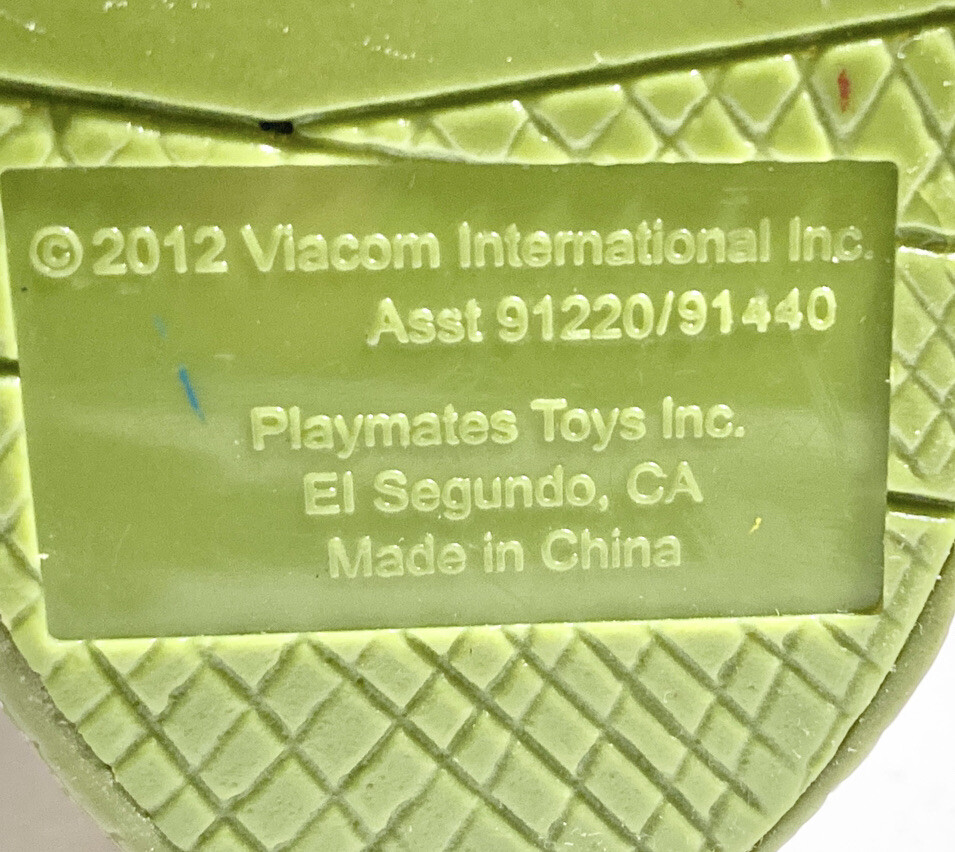 © 2012 Viacom International Inc.
Asst 91220/91440
Playmates Toys Inc.
El Segundo, CA
Made in China